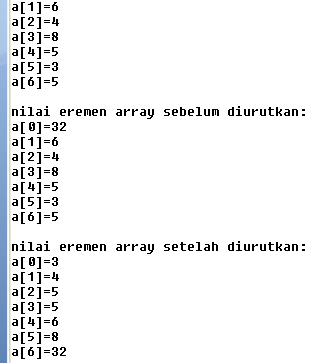 a[1]=6
a[2]=4
a[3]=8
a[4]=5
a[5]=3
a[6]=5
nilai eremen array sebelum diurutkan:
a[0]=32
a[1]=6
a[2]=4
a[3]=8
a[4]=5
a[5]=3
a[6]=5
nilai eremen array setelah diurutkan:
a[0]=3
a[1]=4
a[2]=5
a[3]=5
a[4]=6
a[5]=8
a[6]=32